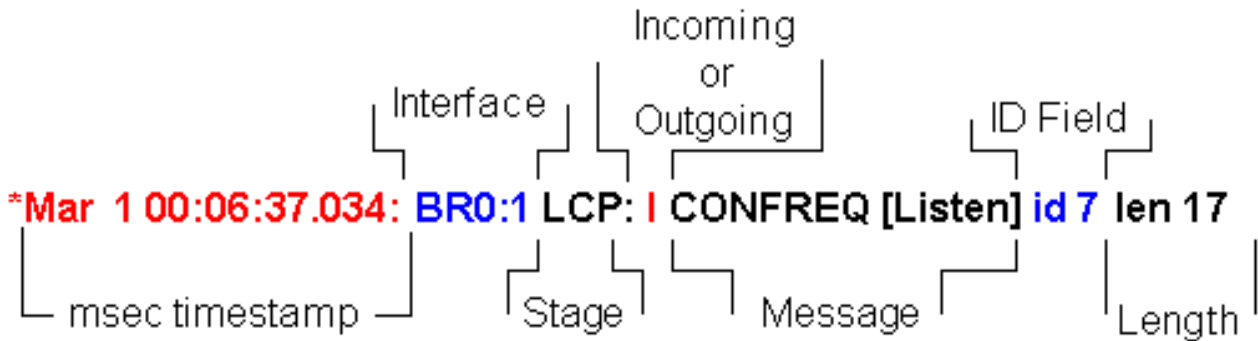 Incoming
or
Outgoing
Interface
ID Field
*Mar 1 00:06:37.034: BR0:1 LCP: I CONFREQ [Listen] id 7 len 17
msec timestamp
Stage
Message
Length